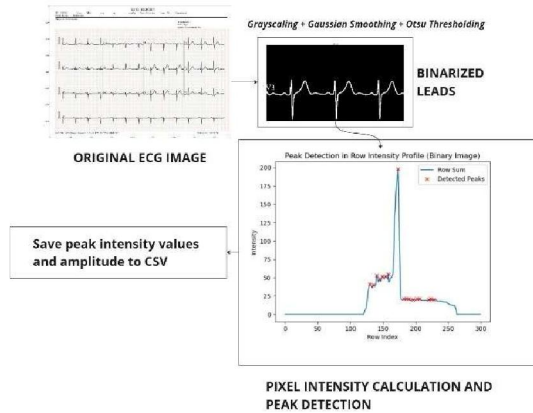 Grayscaling + Gaussian Smoothing + Otsu Thresholding
BINARIZED
LEADS
ORIGINAL ECG IMAGE
Peak Detection in Row Intensity Profile (Binary Image)
Row Sum
Detected Peaks
200
175
150
125
100
75
50
25
0
Intensity
0 50 100 150 200 250 300
Row Index
Save peak intensity values
and amplitude to CSV
PIXEL INTENSITY CALCULATION AND
PEAK DETECTION